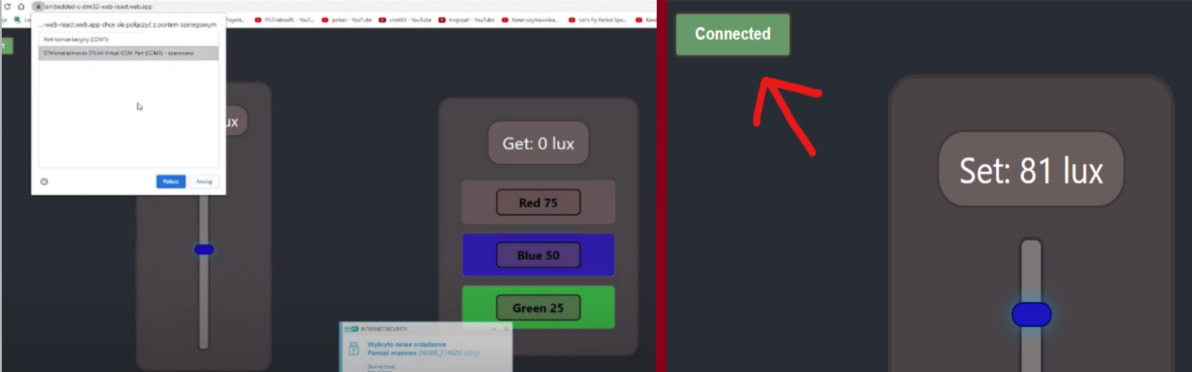 embedded-c-stm32-web-react.web.app
...-web-react.web.app chce się połączyć z portem szeregowym
Port komunikacyjny (COM1)
STMicroelectronics STLink Virtual COM Port (COM3) – sparowano
Połącz
Anuluj
ux
Get: 0 lux
Red 75
Blue 50
Green 25
INTERNET SECURITY
Wykryto nowe urządzenie
Pamięć masowa
Connected
Set: 81 lux